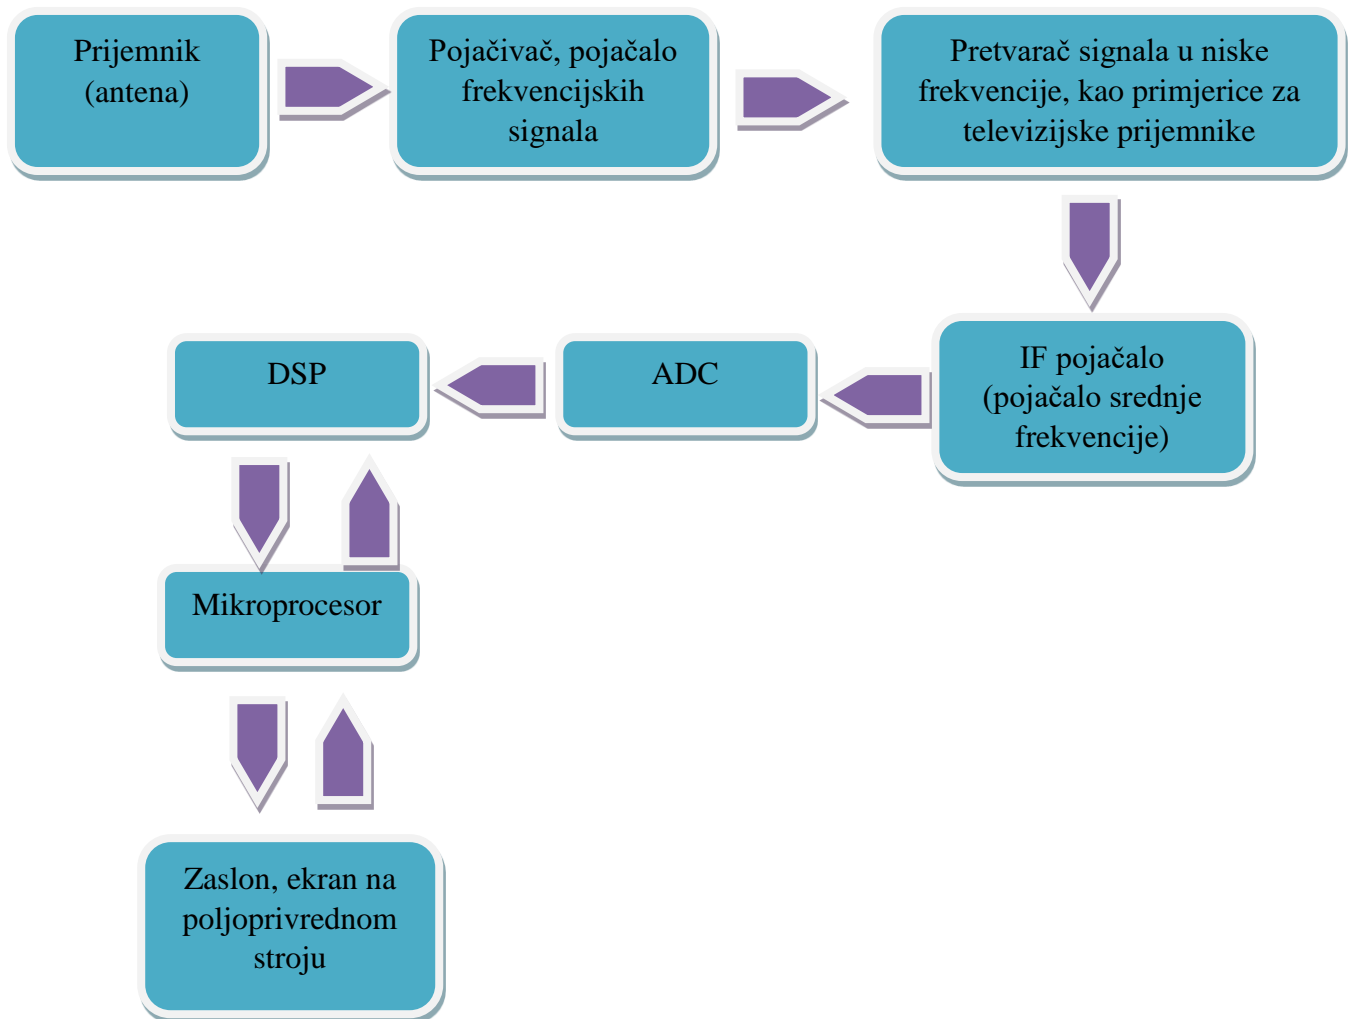 Prijemnik
(antena)
Pojačivač, pojačalo
frekvencijskih
signala
Pretvarač signala u niske
frekvencije, kao primjerice za
televizijske prijemnike
IF pojačalo
(pojačalo srednje
frekvencije)
ADC
DSP
Mikroprocesor
Zaslon, ekran na
poljoprivrednom
stroju